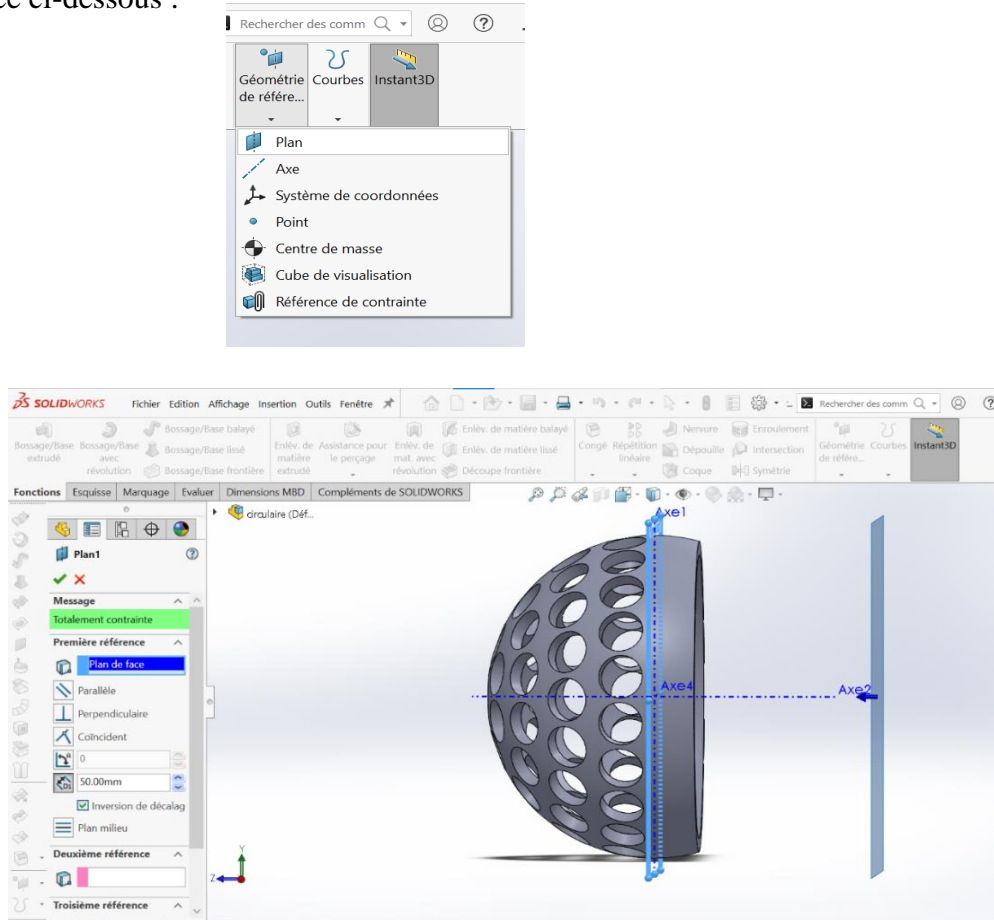 ce ci-dessous :
Rechercher des comm
Géométrie
de référe...
Courbes
Instant3D
Plan
Axe
Système de coordonnées
Point
Centre de masse
Cube de visualisation
Référence de contrainte
SOLIDWORKS Fichier Edition Affichage Insertion Outils Fenêtre Rechercher des comm
Bossage/Base
extrudé
Bossage/Base
avec
révolution
Bossage/Base balayé
Bossage/Base lissé
Bossage/Base frontière
Enlèv. de
matière
extrudé
Assistance pour
le perçage
Enlèv. de
mat. avec
révolution
Enlèv. de matière balayé
Enlèv. de matière lissé
Découpe frontière
Congé
Répétition
linéaire
Nervure
Dépouille
Coque
Enroulement
Intersection
Symétrie
Géométrie
de référe...
Courbes
Instant3D
Fonctions Esquisse Marquage Evaluer Dimensions MBD Compléments de SOLIDWORKS
circulaire (Déf...
Plan1
Message
Totalement contrainte
Première référence
Plan de face
Parallèle
Perpendiculaire
Coïncident
0
50.00mm
Inversion de décalag
Plan milieu
Deuxième référence
Troisième référence
Axe1
Axe4
Axe2
Y
Z